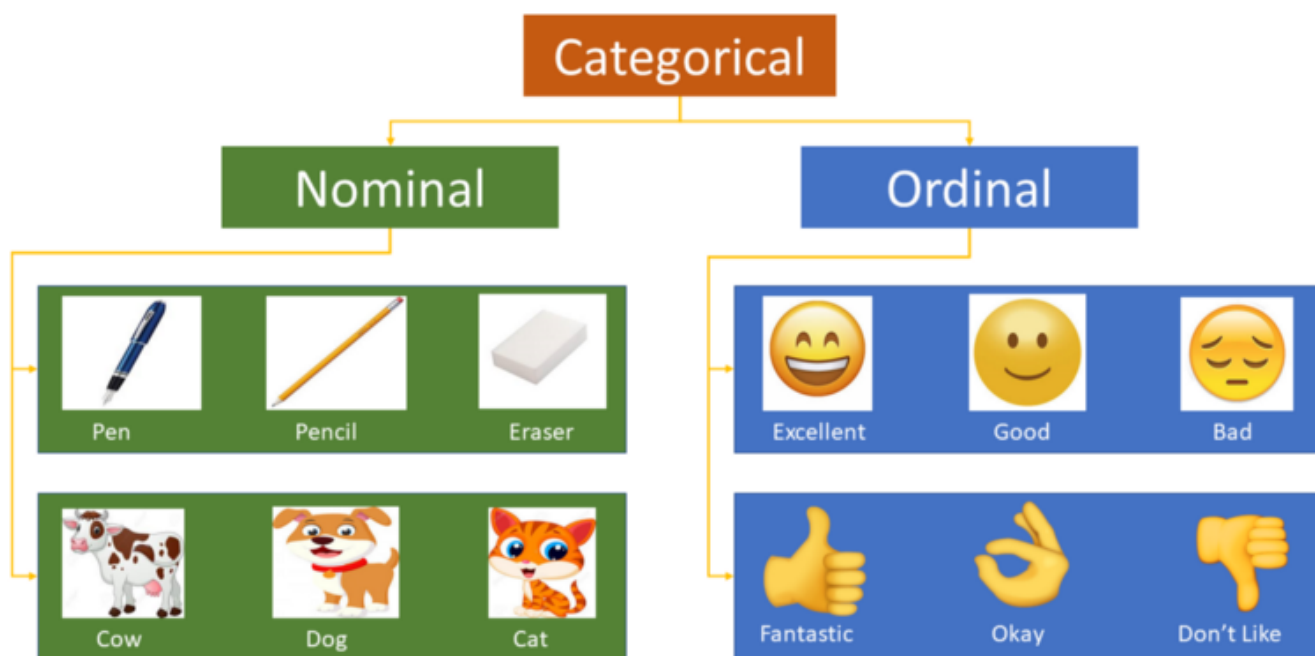 Categorical
Nominal
Ordinal
Pen
Pencil
Eraser
Excellent
Good
Bad
Cow
Dog
Cat
Fantastic
Okay
Don't Like